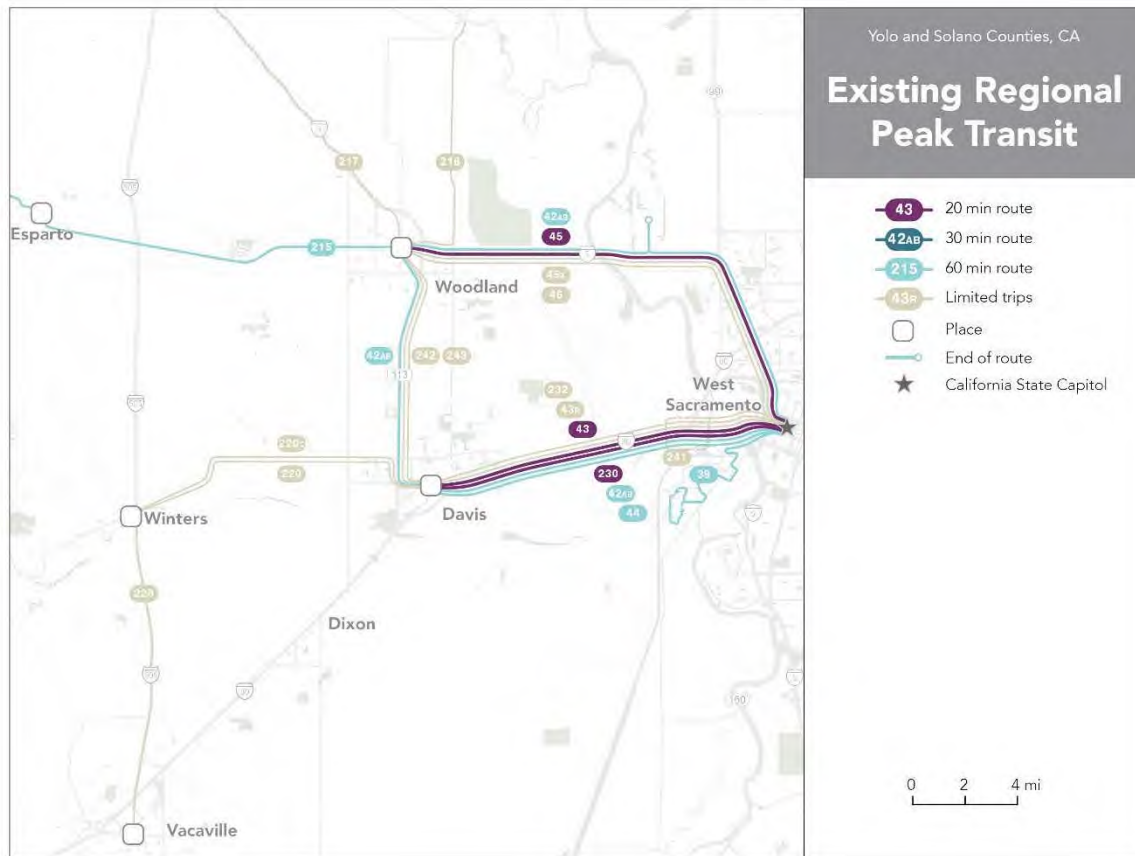 Yolo and Solano Counties, CA
Existing Regional
Peak Transit
43 20 min route
42AB 30 min route
215 60 min route
43R Limited trips
Place
End of route
California State Capitol
0 2 4 mi
217
216
Esparto
215
42AB
45
Woodland
45X
46
42AB
242
243
113
West
Sacramento
232
43R
43
241
230
39
42AB
44
220C
220
Winters
Davis
220
Dixon
80
Vacaville